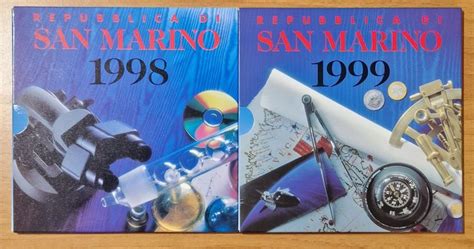 REPUBBLICA DI
SAN MARINO
1998
REPUBBLICA DI
SAN MARINO
1999